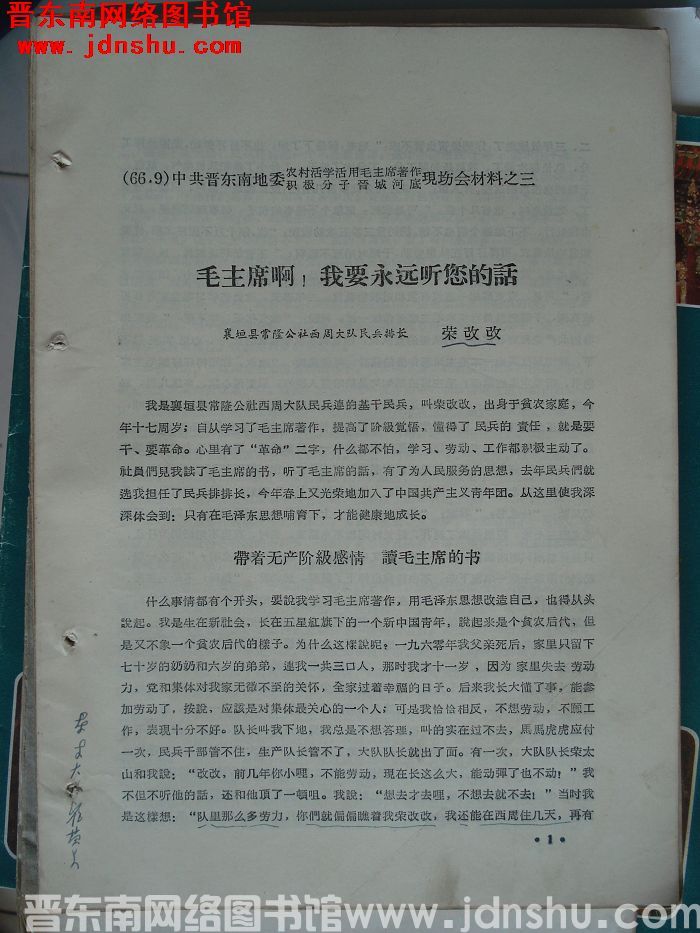 晋东南网络图书馆
www.jdnshu.com
(66.9)中共晋东南地委农村活学活用毛主席著作积极分子晋城河底现场会材料之三
毛主席啊！我要永远听您的話
襄垣县常隆公社西周大队民兵排长 荣改改
我是襄垣县常隆公社西周大队民兵連的基干民兵，叫荣改改，出身于貧农家庭，今
年十七周岁；自从学习了毛主席著作，提高了阶級覚悟，懂得了民兵的責任，就是要
干、要革命。心里有了“革命”二字，什么都不怕，学习、劳动、工作都积极主动了。
社員們見我讀了毛主席的书，听了毛主席的話，有了为人民服务的思想，去年民兵們就
选我担任了民兵排排长，今年春上又光荣地加入了中国共产主义青年团。从这里使我深
深体会到：只有在毛泽东思想哺育下，才能健康地成长。
帶着无产阶級感情 讀毛主席的书
什么事情都有个开头，要說我学习毛主席著作，用毛泽东思想改造自己，也得从头
說起。我是生在新社会，长在五星紅旗下的一个新中国青年，說起来是个貧农后代，但
是又不象一个貧农后代的樣子。为什么这樣說呢？一九六零年我父亲死后，家里只留下
七十岁的奶奶和六岁的弟弟，連我一共三口人，那时我才十一岁，因为家里失去劳动
力，党和集体对我家无微不至的关怀，全家过着幸福的日子。后来我长大懂了事，能参
加劳动了，按說，应該是对集体最关心的一个人；可是我恰恰相反，不想劳动，不願工
作，表現十分不好。队长叫我下地，我总是不想答理，叫的实在过不去，馬馬虎虎应付
一次，民兵干部管不住，生产队长管不了，大队队长就出了面。有一次，大队队长荣太
山和我說：“改改，前几年你小哩，不能劳动，現在长这么大，能动彈了也不动！”我
不但不听他的話，还和他頂了一頓咀。我說：“想去才去哩，不想去就不去！”当时我
是这樣想：“队里那么多劳力，你們就偏偏瞧着我荣改改，我还能在西周住几天，再有
·1·
晋东南网络图书馆www.jdnshu.com